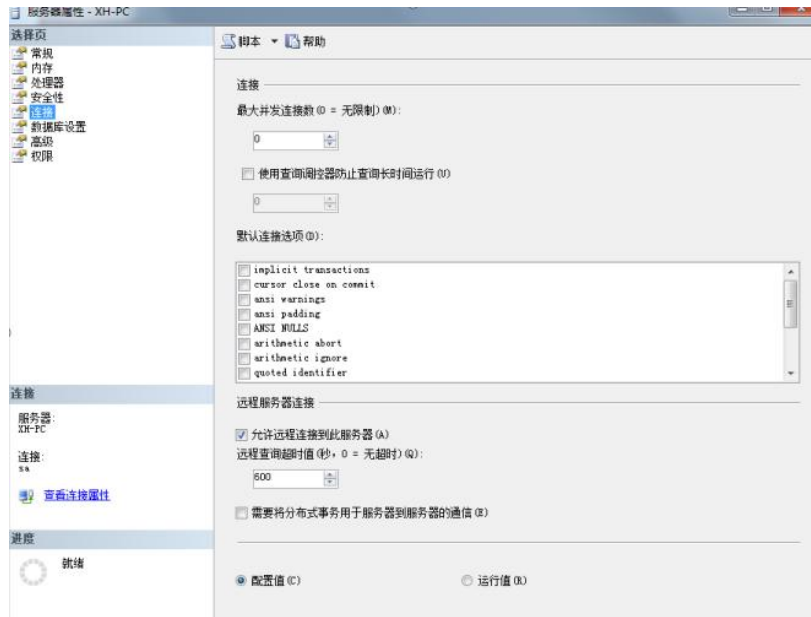 服务器属性 - XH-PC
选择页
常规
内存
处理器
安全性
连接
数据库设置
高级
权限
脚本
帮助
连接
最大并发连接数(0 = 无限制)(M):
0
使用查询调控器防止查询长时间运行(U)
0
默认连接选项(D):
implicit transactions
cursor close on commit
ansi warnings
ansi padding
ANSI NULLS
arithmetic abort
arithmetic ignore
quoted identifier
远程服务器连接
允许远程连接到此服务器(A)
远程查询超时值(秒，0 = 无超时)(Q):
600
需要将分布式事务用于服务器到服务器的通信(E)
配置值(C)
运行值(R)
连接
服务器:
XH-PC
连接:
sa
查看连接属性
进度
就绪